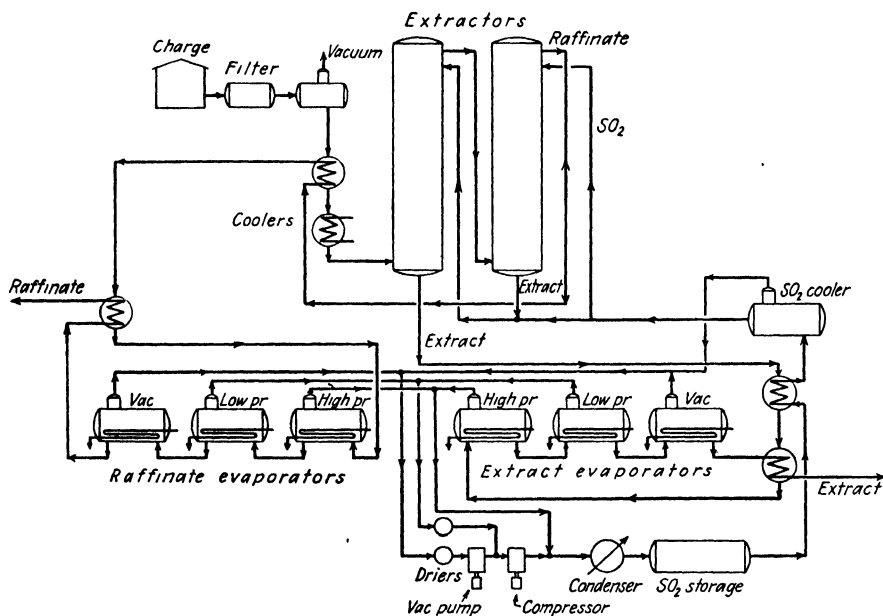 Extractors
Charge
Filter
Vacuum
Raffinate
SO2
Coolers
Raffinate
Extract
SO2 cooler
Extract
Vac
Low pr
High pr
High pr
Low pr
Vac
Raffinate evaporators
Extract evaporators
Extract
Driers
Vac pump
Compressor
Condenser
SO2 storage